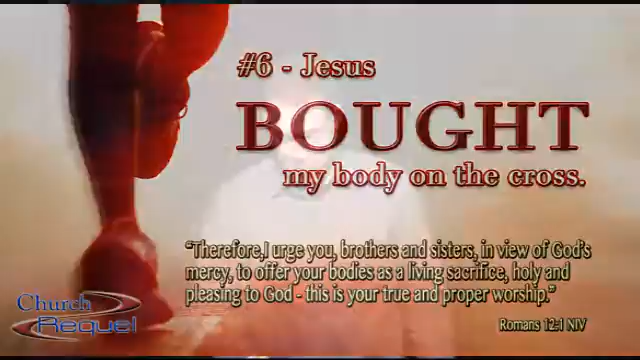 #6 - Jesus
BOUGHT
my body on the cross.
"Therefore,I urge you, brothers and sisters, in view of God's
mercy, to offer your bodies as a living sacrifice, holy and
pleasing to God - this is your true and proper worship."
Romans 12:1 NIV
Church
Requel